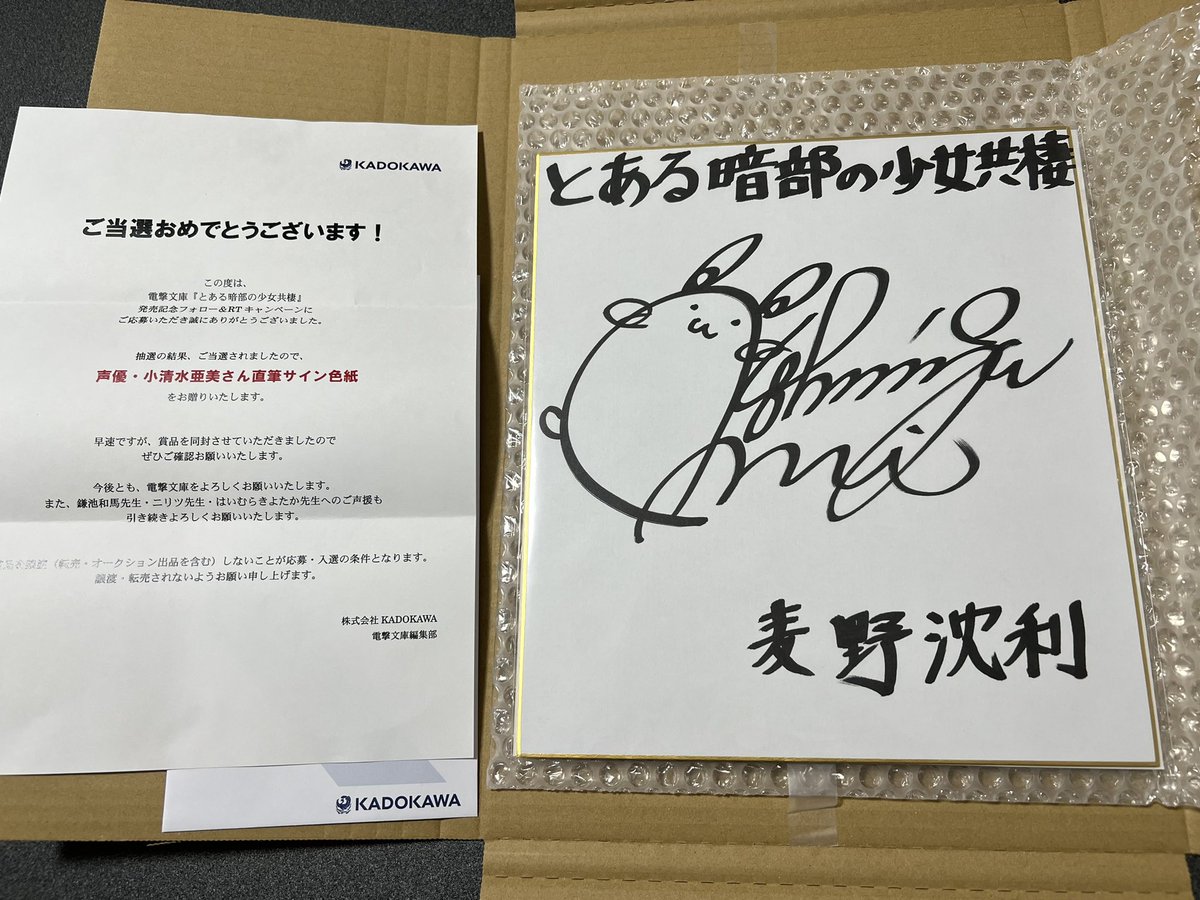 KADOKAWA
ご当選おめでとうございます！
この度は、
電撃文庫『とある暗部の少女共棲』
発売記念フォロー&RTキャンペーンに
ご応募いただき誠にありがとうございました。
抽選の結果、ご当選されましたので、
声優・小清水亜美さん直筆サイン色紙
をお贈りいたします。
早速ですが、賞品を同封させていただきましたので
ぜひご確認お願いいたします。
今後とも、電撃文庫をよろしくお願いいたします。
また、鎌池和馬先生・ニリツ先生・はいむらきよたか先生へのご声援も
引き続きよろしくお願いいたします。
（転売・オークション出品を含む）しないことが応募・入選の条件となります。
譲渡・転売されないようお願い申し上げます。
株式会社 KADOKAWA
電撃文庫編集部
KADOKAWA
とある暗部の少女共棲
麦野沈利